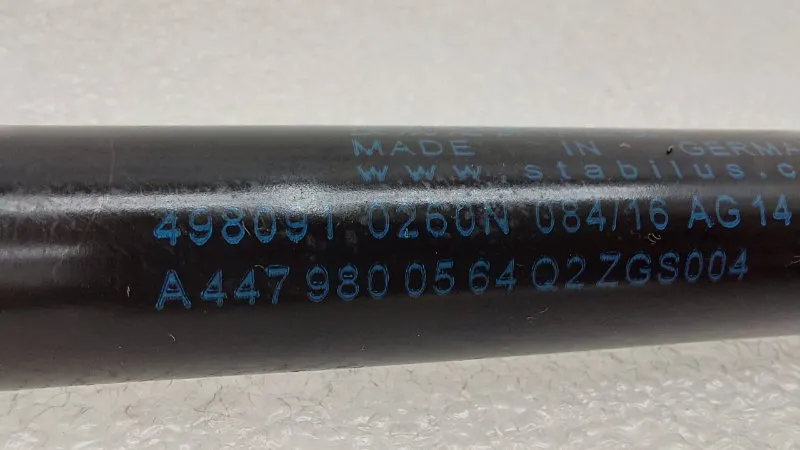 MADE IN GERMA
www.stabilus.c
498091 0260N 084/16 AG 14
A 447 980 05 64 Q2 ZGS004